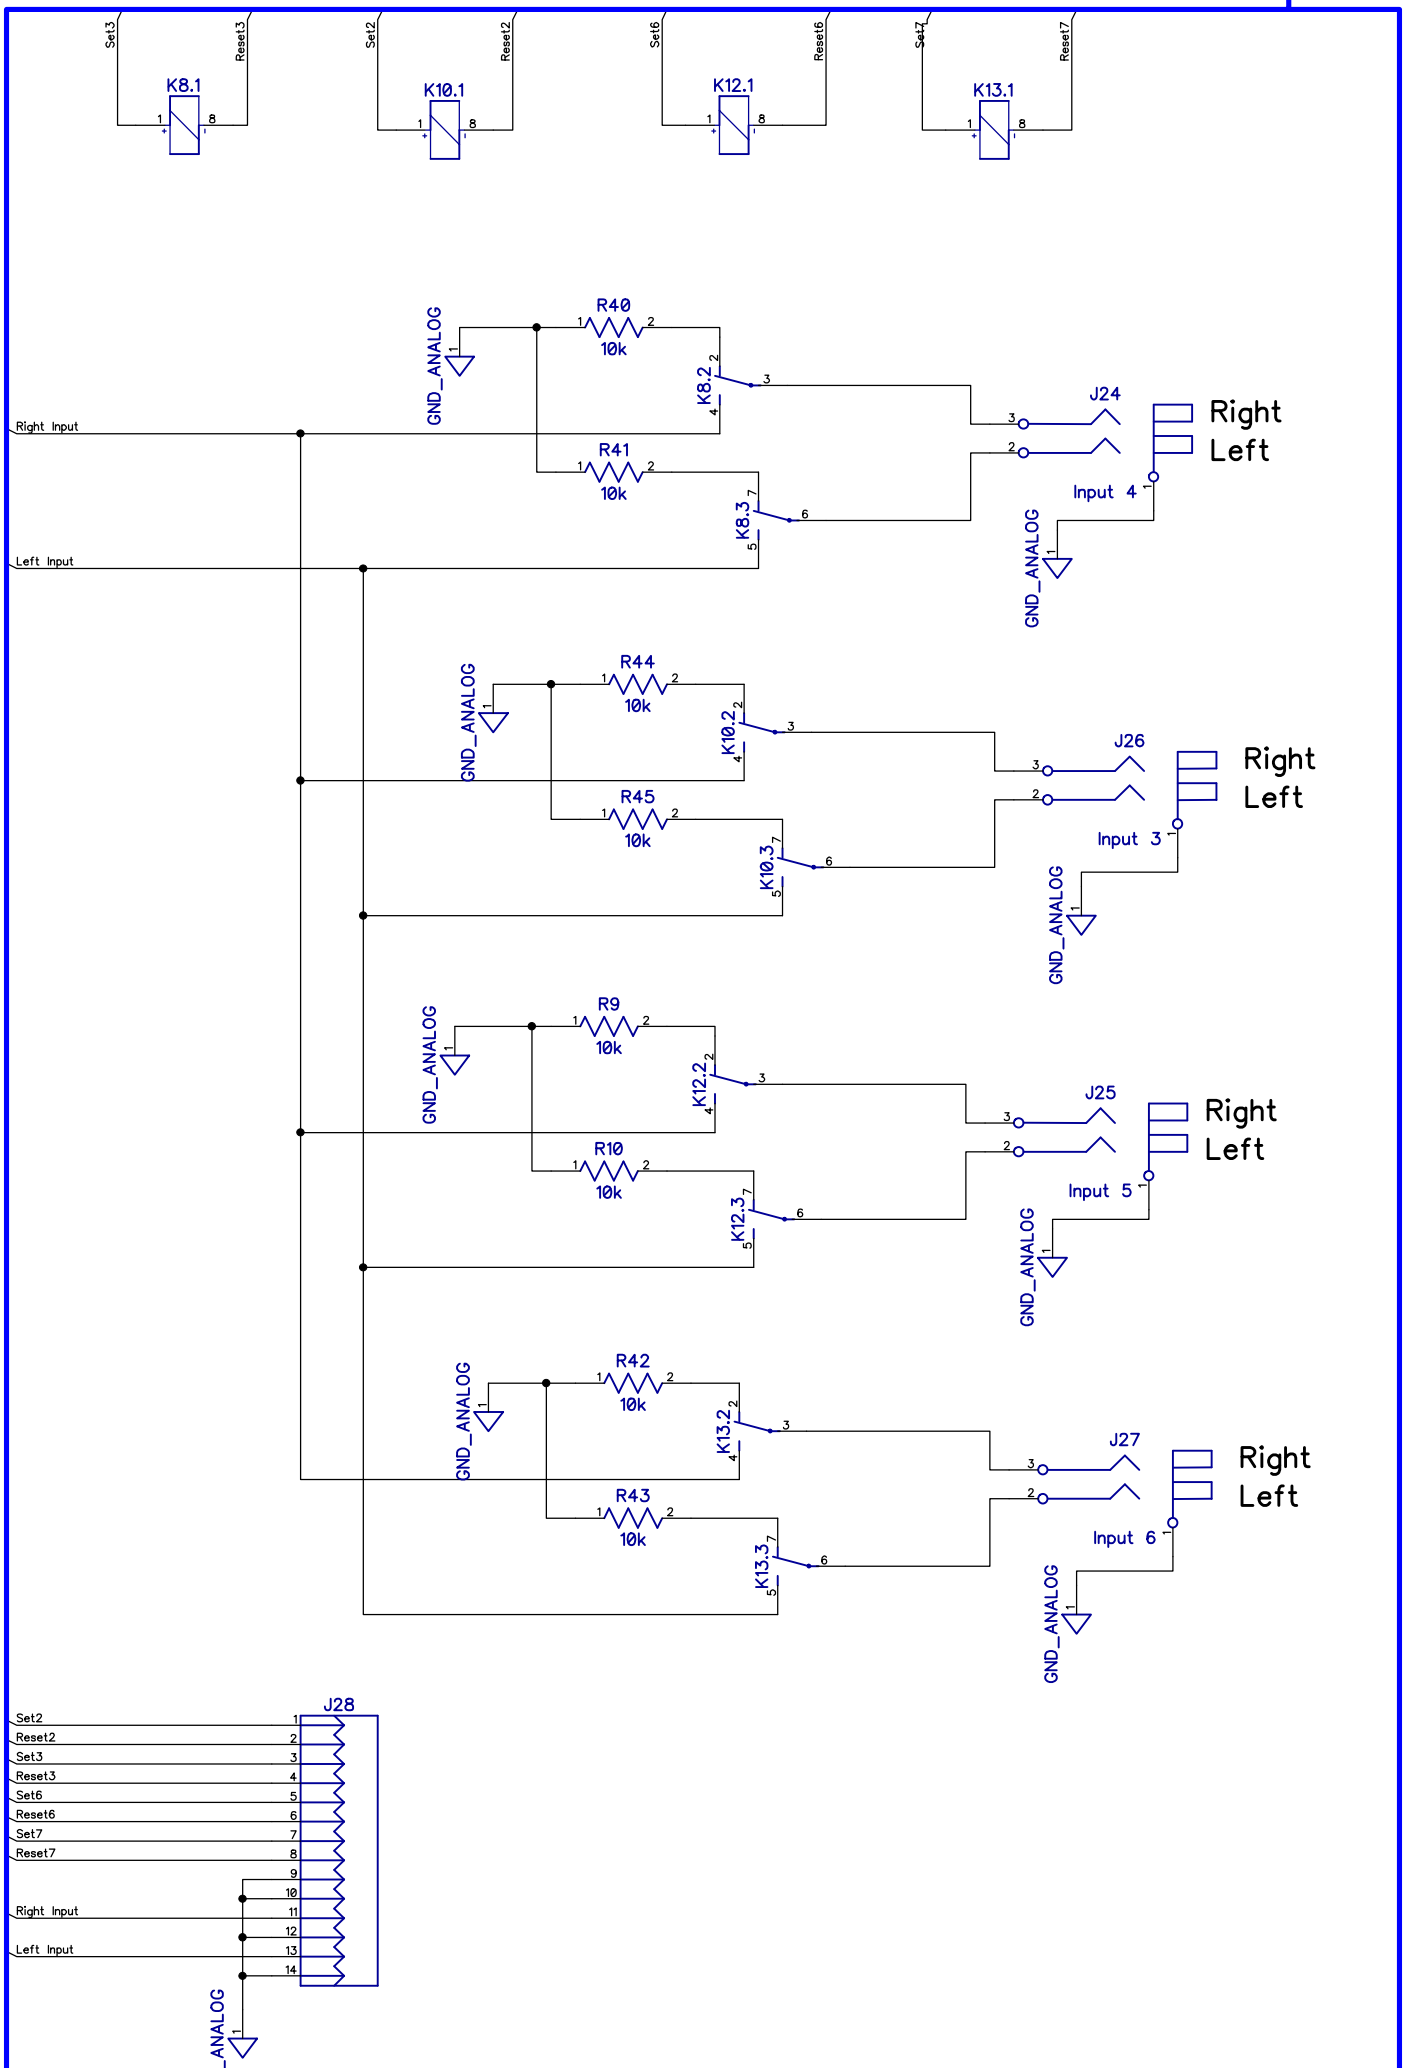 Set3
Reset3
Set2
Reset2
Set6
Reset6
Set7
Reset7
K8.1
1 + 8 -
K10.1
1 + 8 -
K12.1
1 + 8 -
K13.1
1 + 8 -
GND_ANALOG
1
R40
1 2
10k
K8.2
2
3
4
Right Input
R41
1 2
10k
K8.3
7
6
5
Left Input
J24
3
2
Right
Left
Input 4
1
GND_ANALOG
1
GND_ANALOG
1
R44
1 2
10k
K10.2
2
3
4
R45
1 2
10k
K10.3
7
6
5
J26
3
2
Right
Left
Input 3
1
GND_ANALOG
1
GND_ANALOG
1
R9
1 2
10k
K12.2
2
3
4
R10
1 2
10k
K12.3
7
6
5
J25
3
2
Right
Left
Input 5
1
GND_ANALOG
1
GND_ANALOG
1
R42
1 2
10k
K13.2
2
3
4
R43
1 2
10k
K13.3
7
6
5
J27
3
2
Right
Left
Input 6
1
GND_ANALOG
1
J28
Set2 1
Reset2 2
Set3 3
Reset3 4
Set6 5
Reset6 6
Set7 7
Reset7 8
9
10
Right Input 11
12
Left Input 13
14
_ANALOG
1